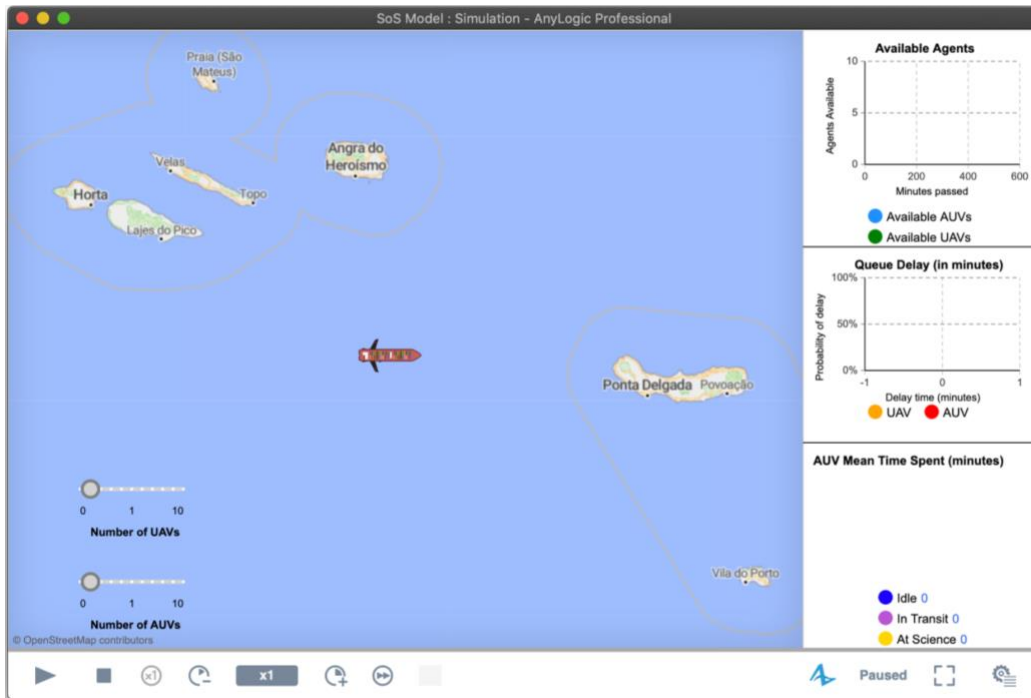 SoS Model : Simulation - AnyLogic Professional
Praia (São
Mateus)
Velas
Angra do
Heroísmo
Horta
Topo
Lajes do Pico
Ponta Delgada
Povoação
Vila do Porto
0 1 10
Number of UAVs
0 1 10
Number of AUVs
© OpenStreetMap contributors
Available Agents
Agents Available
10
5
0
0 200 400 600
Minutes passed
Available AUVs
Available UAVs
Queue Delay (in minutes)
Probability of delay
100%
50%
0%
-1 0 1
Delay time (minutes)
UAV AUV
AUV Mean Time Spent (minutes)
Idle 0
In Transit 0
At Science 0
x1
x1
Paused